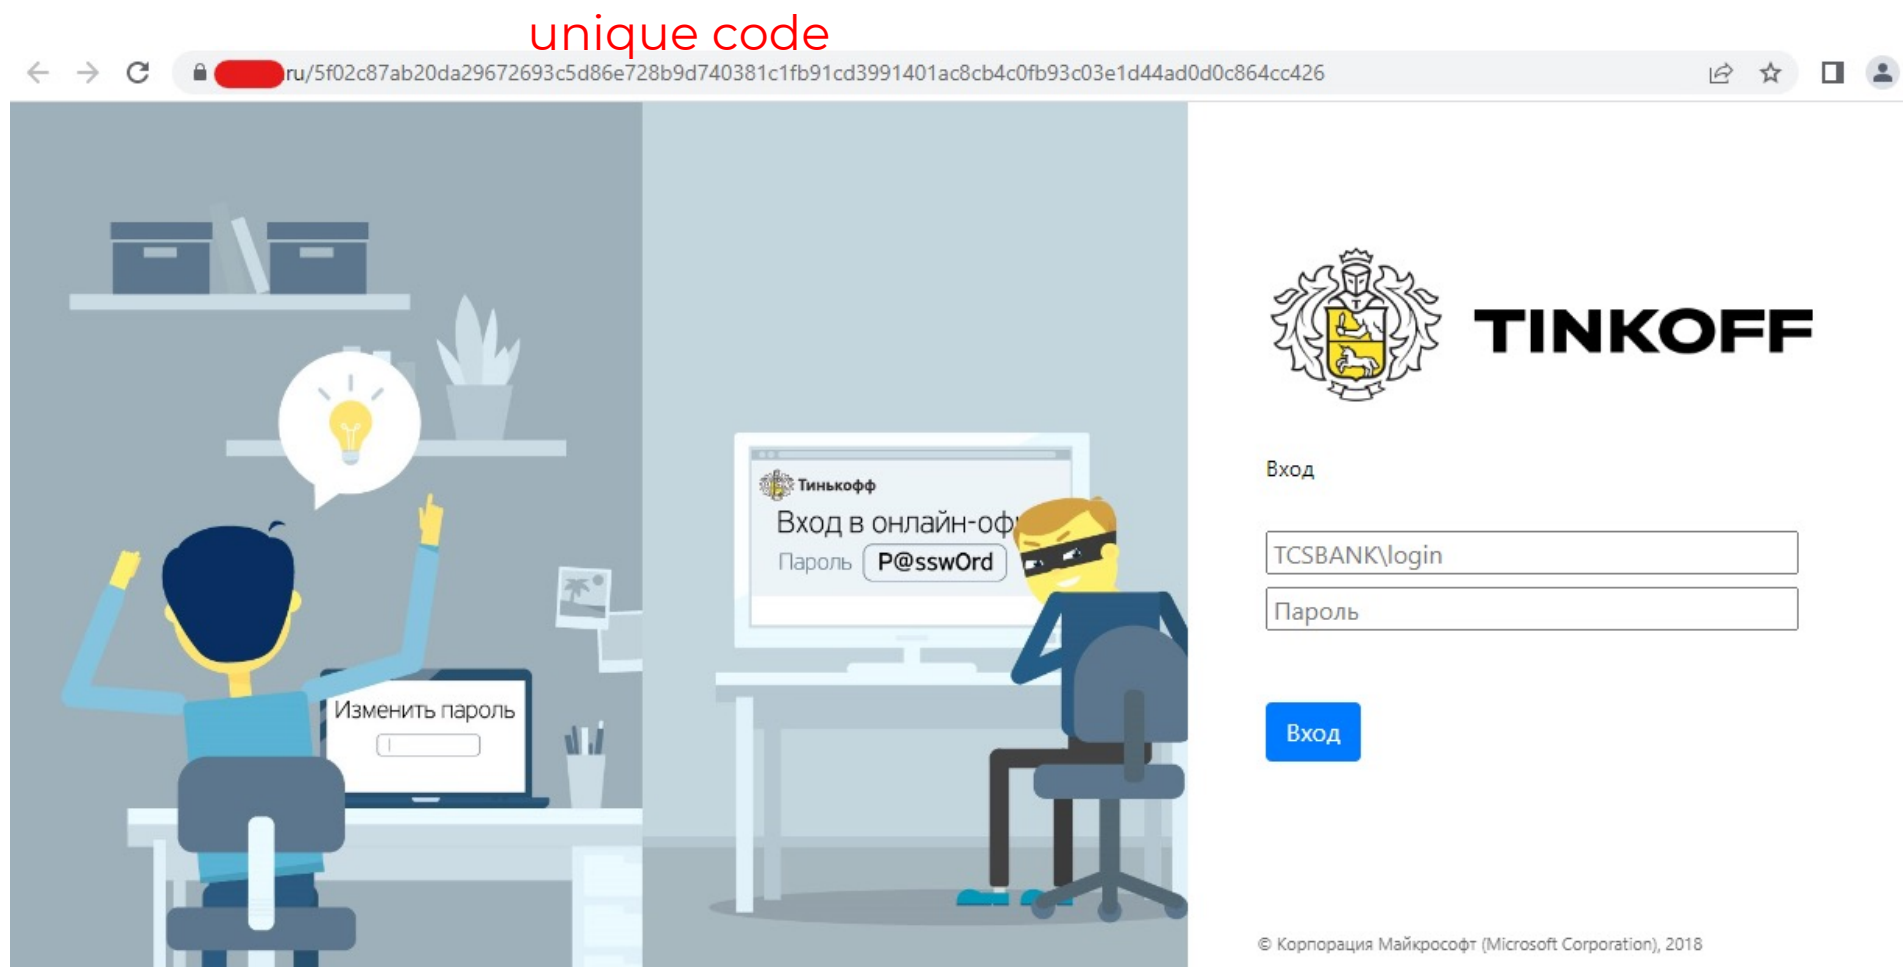 unique code
ru/5f02c87ab20da29672693c5d86e728b9d740381c1fb91cd3991401ac8cb4c0fb93c03e1d44ad0d0c864cc426
TINKOFF
Тинькофф
Вход в онлайн-оф
Пароль P@sswOrd
Изменить пароль
Вход
TCSBANK\login
Пароль
Вход
© Корпорация Майкрософт (Microsoft Corporation), 2018